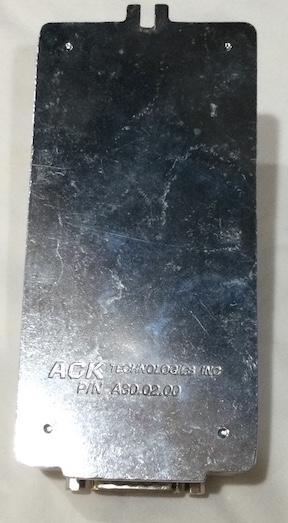 ACK TECHNOLOGIES INC
P/N A30.02.00